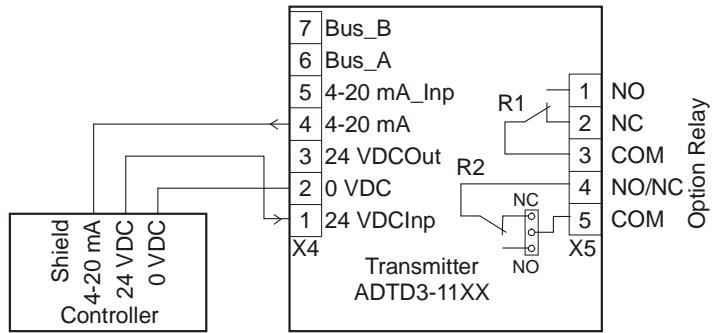 7 Bus_B
6 Bus_A
5 4-20 mA_Inp
4 4-20 mA
3 24 VDCOut
2 0 VDC
1 24 VDCInp
X4
R1
R2
NC
NO
1 NO
2 NC
3 COM
4 NO/NC
5 COM
X5
Option Relay
Transmitter
ADTD3-11XX
Shield
4-20 mA
24 VDC
0 VDC
Controller